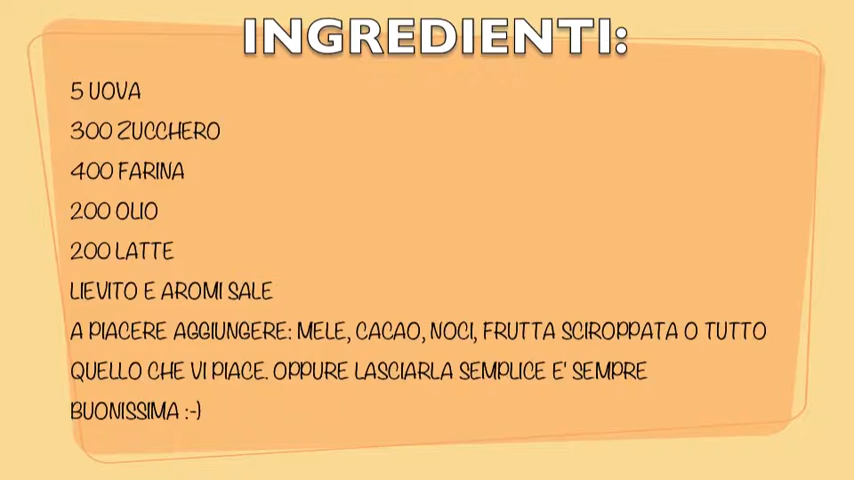 INGREDIENTI:
5 UOVA
300 ZUCCHERO
400 FARINA
200 OLIO
200 LATTE
LIEVITO E AROMI SALE
A PIACERE AGGIUNGERE: MELE, CACAO, NOCI, FRUTTA SCIROPPATA O TUTTO
QUELLO CHE VI PIACE. OPPURE LASCIARLA SEMPLICE E' SEMPRE
BUONISSIMA :-)